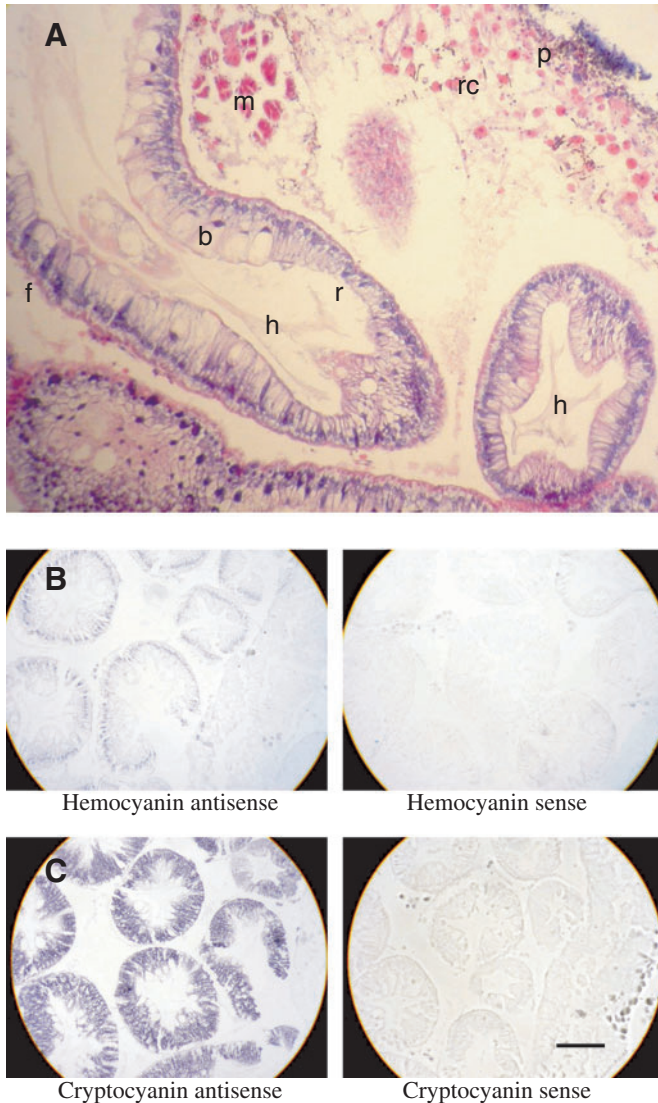 A
p
rc
m
b
f
r
h
h
B
Hemocyanin antisense
Hemocyanin sense
C
Cryptocyanin antisense
Cryptocyanin sense